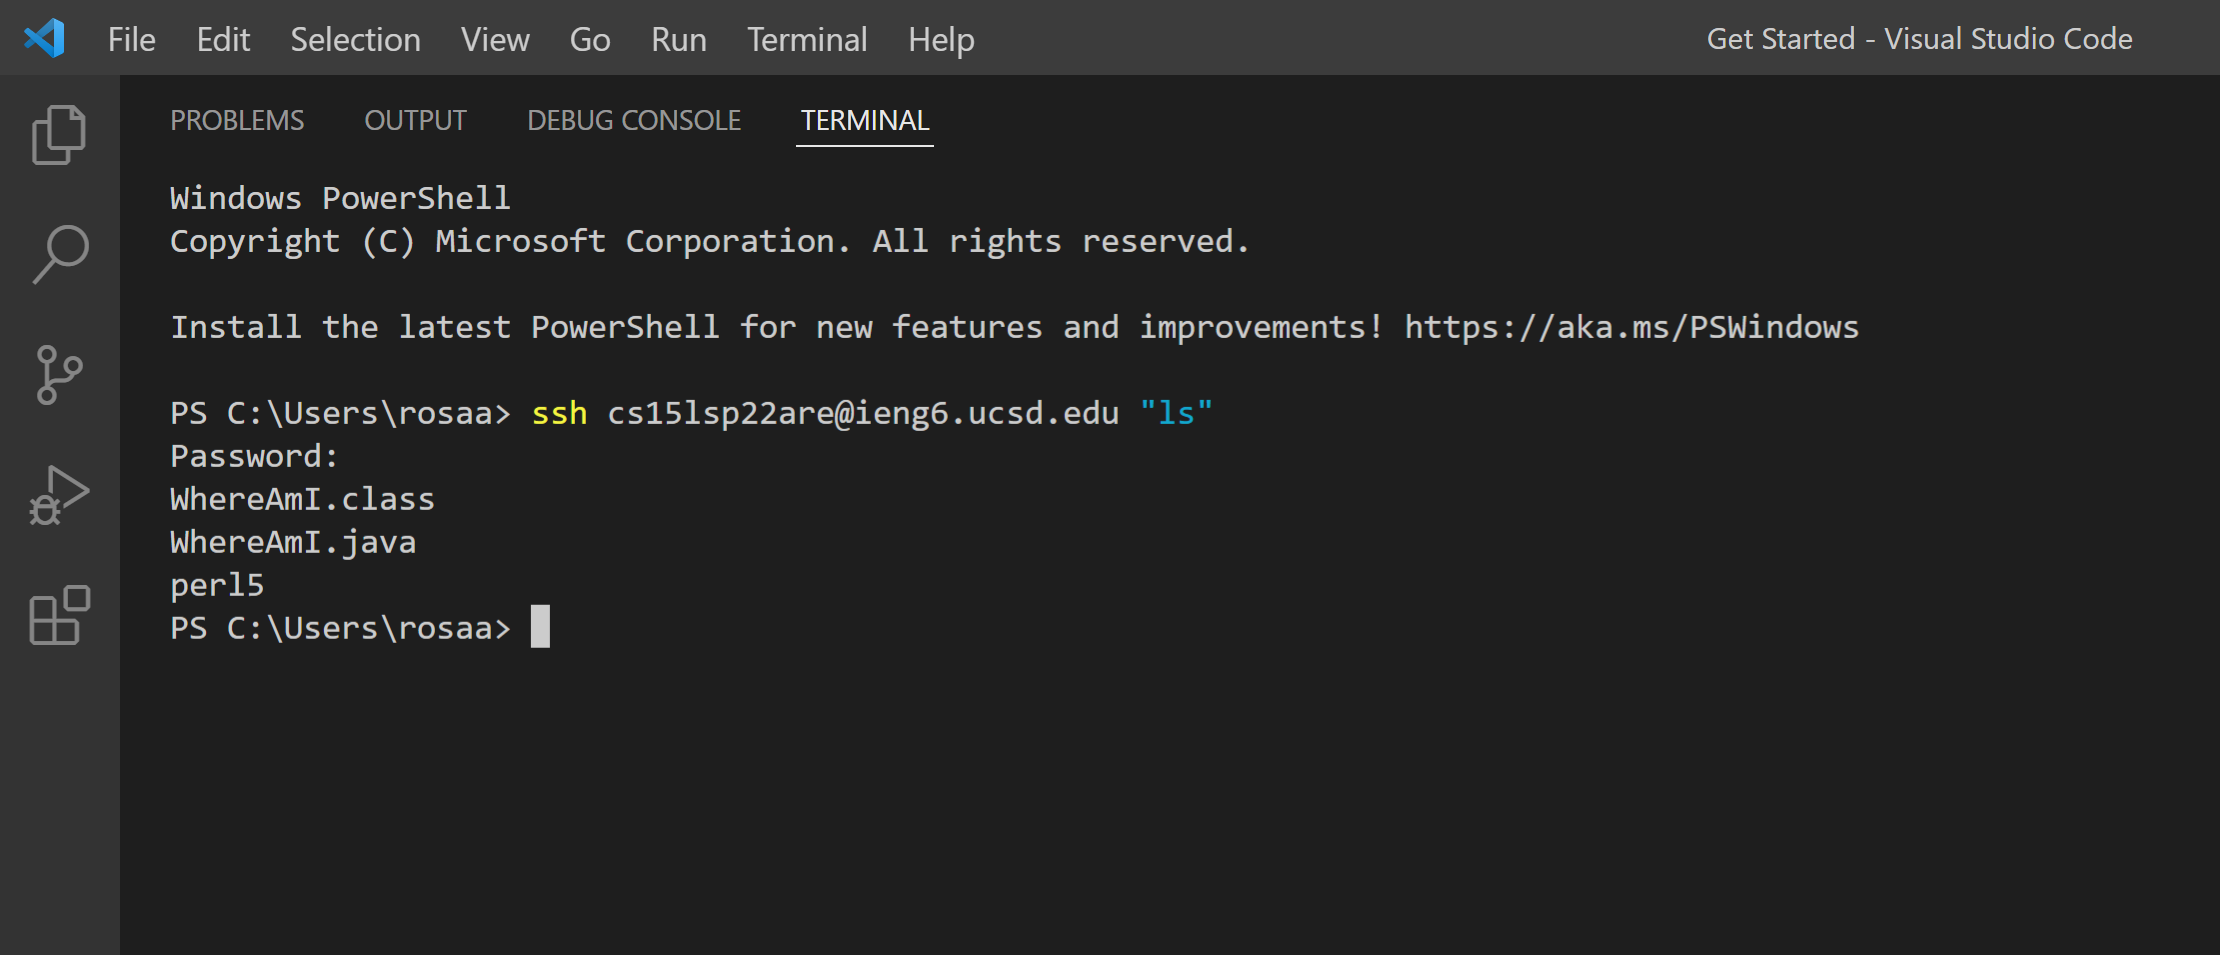 File Edit Selection View Go Run Terminal Help Get Started - Visual Studio Code
PROBLEMS OUTPUT DEBUG CONSOLE TERMINAL
Windows PowerShell
Copyright (C) Microsoft Corporation. All rights reserved.
Install the latest PowerShell for new features and improvements! https://aka.ms/PSWindows
PS C:\Users\rosaa> ssh cs15lsp22are@ieng6.ucsd.edu "ls"
Password:
WhereAmI.class
WhereAmI.java
perl5
PS C:\Users\rosaa>